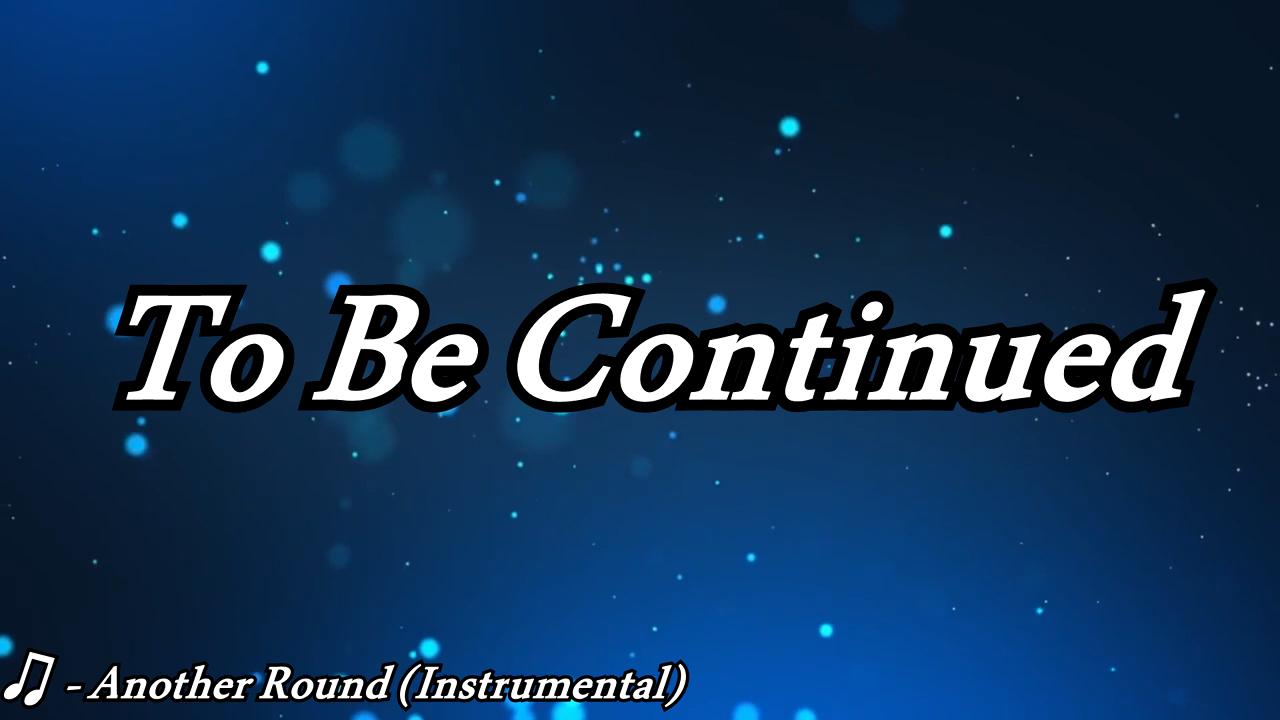 To Be Continued
♫ - Another Round (Instrumental)